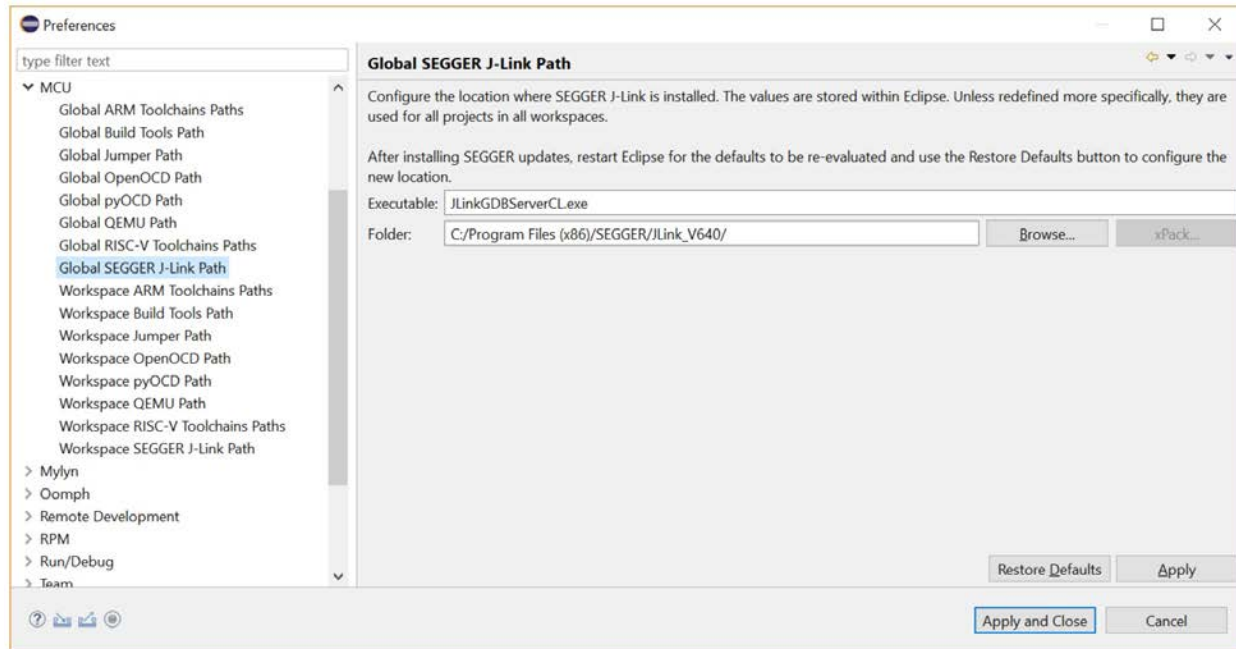 Preferences
type filter text
MCU
Global ARM Toolchains Paths
Global Build Tools Path
Global Jumper Path
Global OpenOCD Path
Global pyOCD Path
Global QEMU Path
Global RISC-V Toolchains Paths
Global SEGGER J-Link Path
Workspace ARM Toolchains Paths
Workspace Build Tools Path
Workspace Jumper Path
Workspace OpenOCD Path
Workspace pyOCD Path
Workspace QEMU Path
Workspace RISC-V Toolchains Paths
Workspace SEGGER J-Link Path
Mylyn
Oomph
Remote Development
RPM
Run/Debug
Team
Global SEGGER J-Link Path
Configure the location where SEGGER J-Link is installed. The values are stored within Eclipse. Unless redefined more specifically, they are
used for all projects in all workspaces.
After installing SEGGER updates, restart Eclipse for the defaults to be re-evaluated and use the Restore Defaults button to configure the
new location.
Executable: JLinkGDBServerCL.exe
Folder: C:/Program Files (x86)/SEGGER/JLink_V640/ Browse... xPack...
Restore Defaults Apply
Apply and Close Cancel